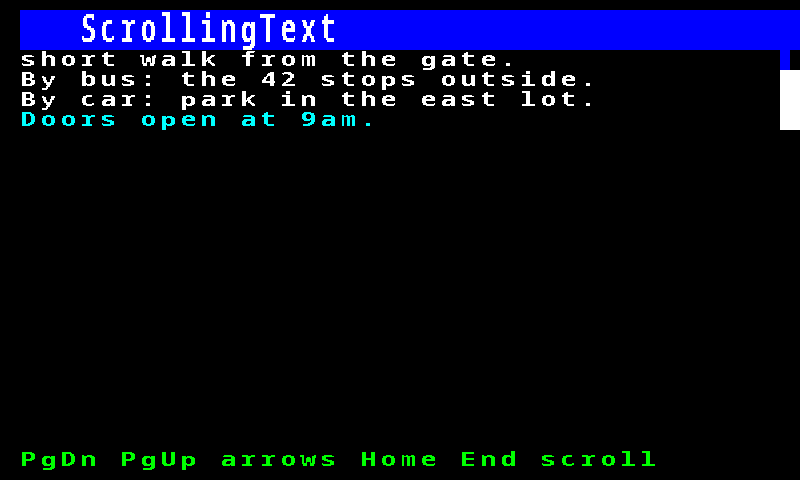 ScrollingText
short walk from the gate.
By bus: the 42 stops outside.
By car: park in the east lot.
Doors open at 9am.
PgDn PgUp arrows Home End scroll